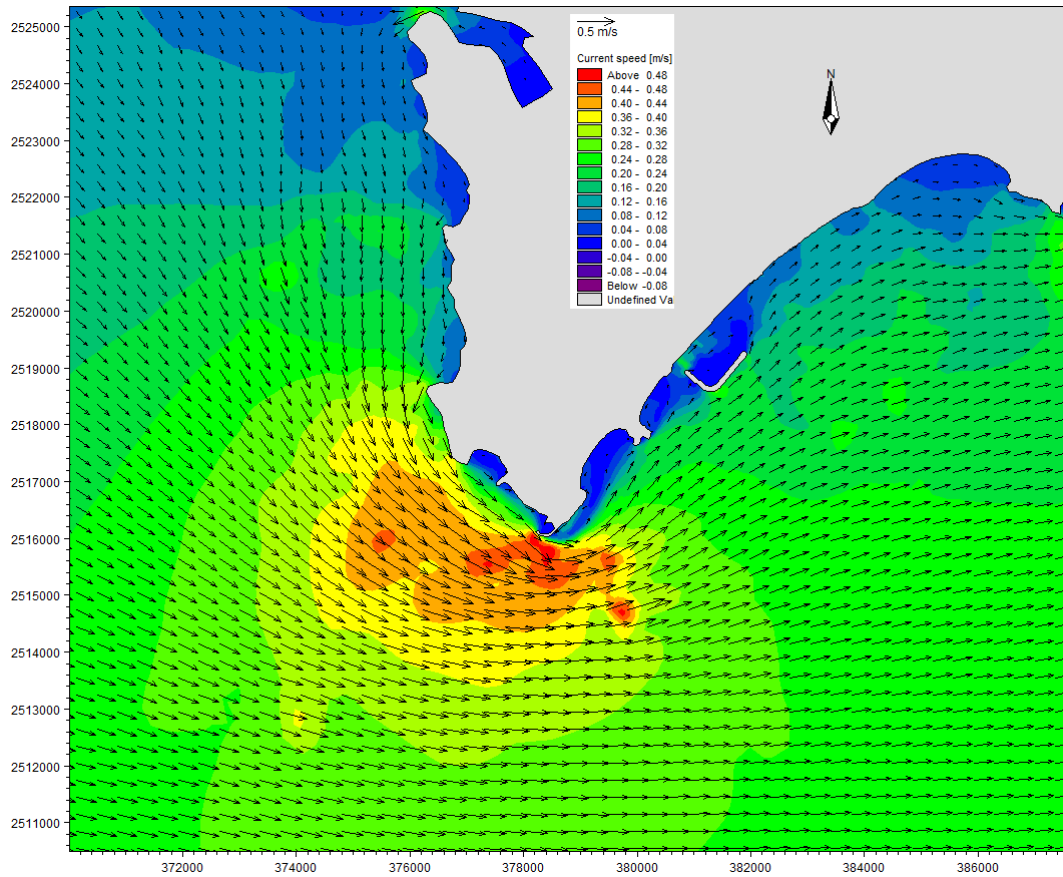 0.5 m/s
Current speed [m/s]
Above 0.48
0.44 - 0.48
0.40 - 0.44
0.36 - 0.40
0.32 - 0.36
0.28 - 0.32
0.24 - 0.28
0.20 - 0.24
0.16 - 0.20
0.12 - 0.16
0.08 - 0.12
0.04 - 0.08
0.00 - 0.04
-0.04 - 0.00
-0.08 - -0.04
Below -0.08
Undefined Va
N
2525000
2524000
2523000
2522000
2521000
2520000
2519000
2518000
2517000
2516000
2515000
2514000
2513000
2512000
2511000
372000 374000 376000 378000 380000 382000 384000 386000